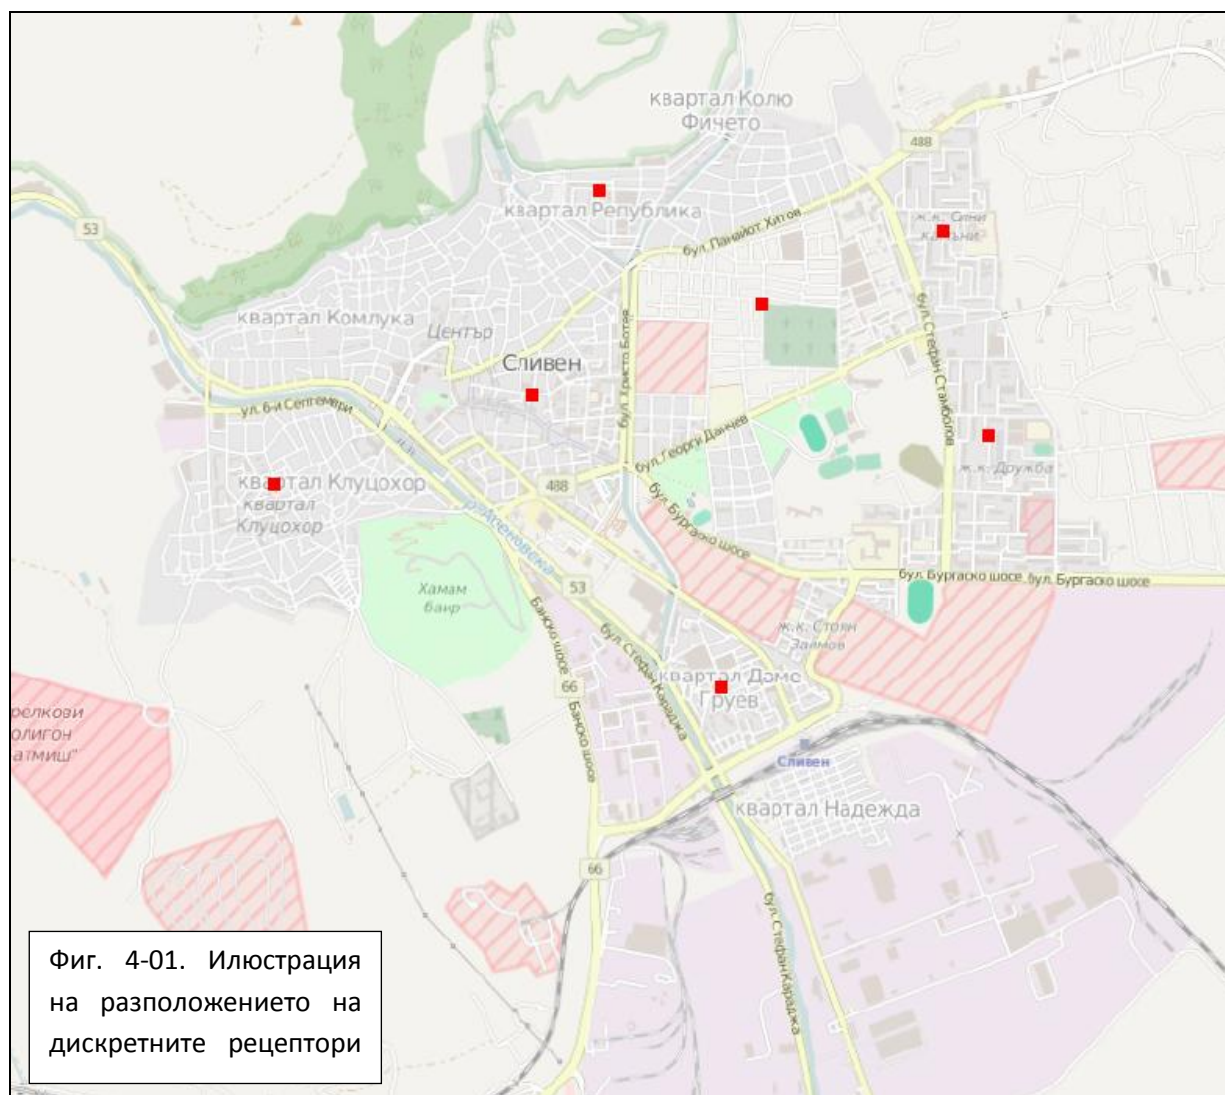 квартал Колю
Фичето
488
квартал Република
53
бул. Панайот Хитов
квартал Комлука
Център
бул. Христо Ботев
бул. Стефан Стамболов
Сливен
ул. 6-и Септември
бул. Георги Данчев
ж.к. Дружба
квартал Клуцохор
квартал
Клуцохор
488
р. Асеновска
бул. Бургаско шосе
бул. Бургаско шосе
бул. Бургаско шосе
Хамам
баир
53
Банско шосе
бул. Стефан Караджа
ж.к. Стоян
Заимов
квартал Даме
Груев
66
Банско шосе
Сливен
квартал Надежда
66
бул. Стефан Караджа
Фиг. 4-01. Илюстрация
на разположението на
дискретните рецептори